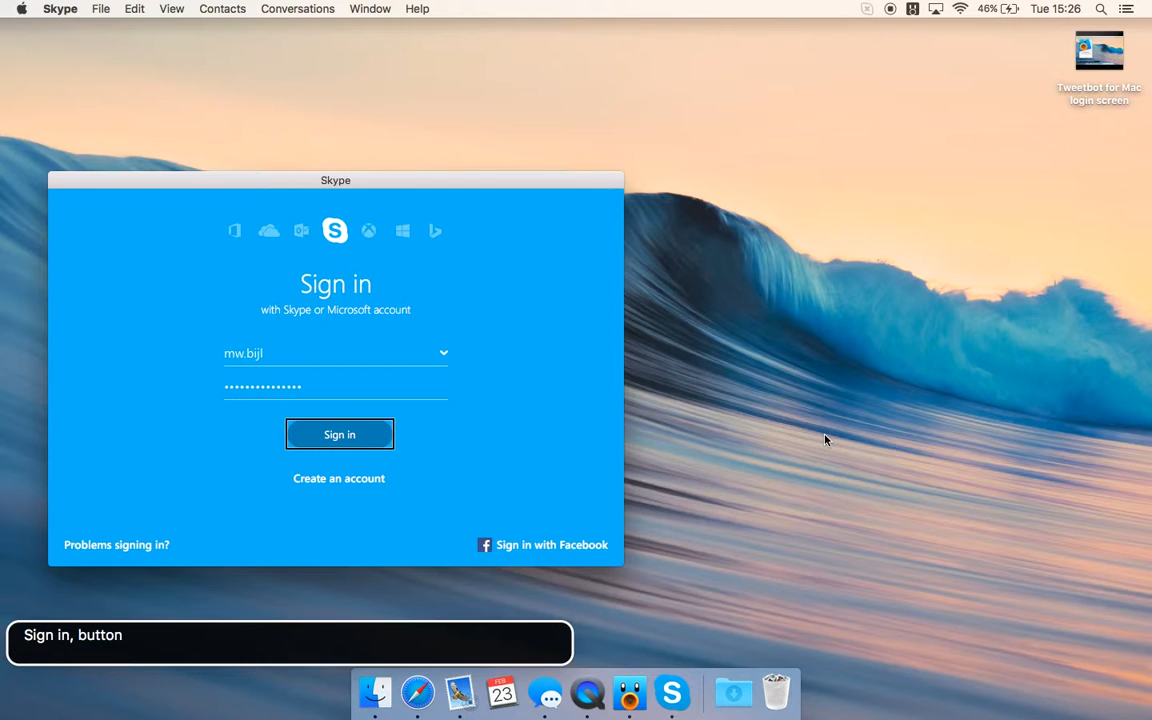 Skype File Edit View Contacts Conversations Window Help 46% Tue 15:26
Tweetbot for Mac
login screen
Skype
Sign in
with Skype or Microsoft account
mw.bijl
Sign in
Create an account
Problems signing in? Sign in with Facebook
Sign in, button
FEB
23